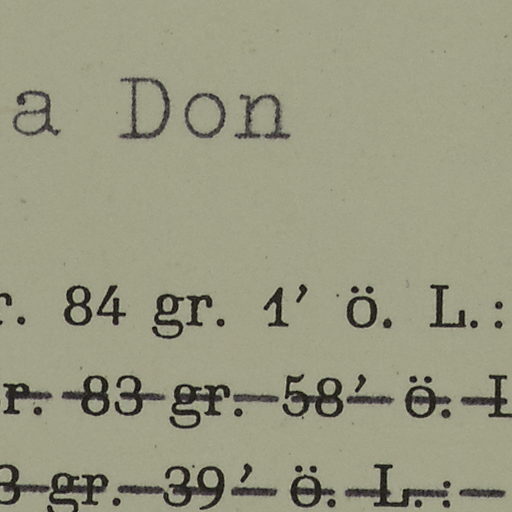 a Don
r. 84 gr. 1' ö. L.:
r. 83 gr. 58' ö. L
3 gr. 39' ö. L.: